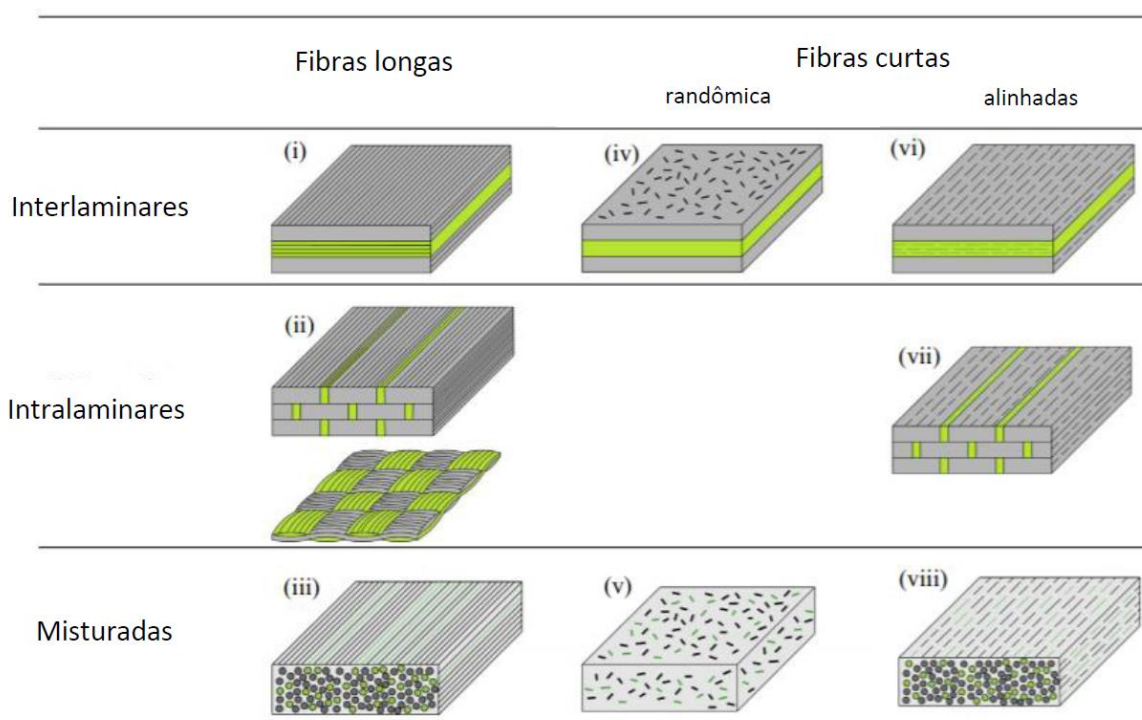 Fibras longas
Fibras curtas
randômica
alinhadas
Interlaminares
(i)
(iv)
(vi)
Intralaminares
(ii)
(vii)
Misturadas
(iii)
(v)
(viii)